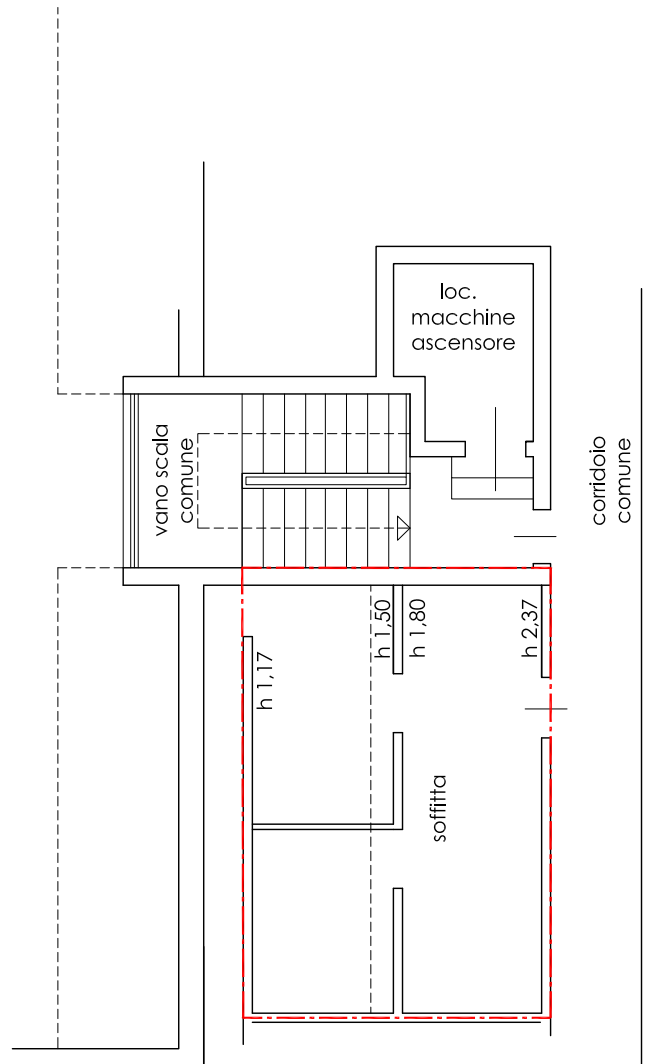 loc.
macchine
ascensore
vano scala
comune
corridoio
comune
h 1,17
h 1,50
h 1,80
h 2,37
soffitta